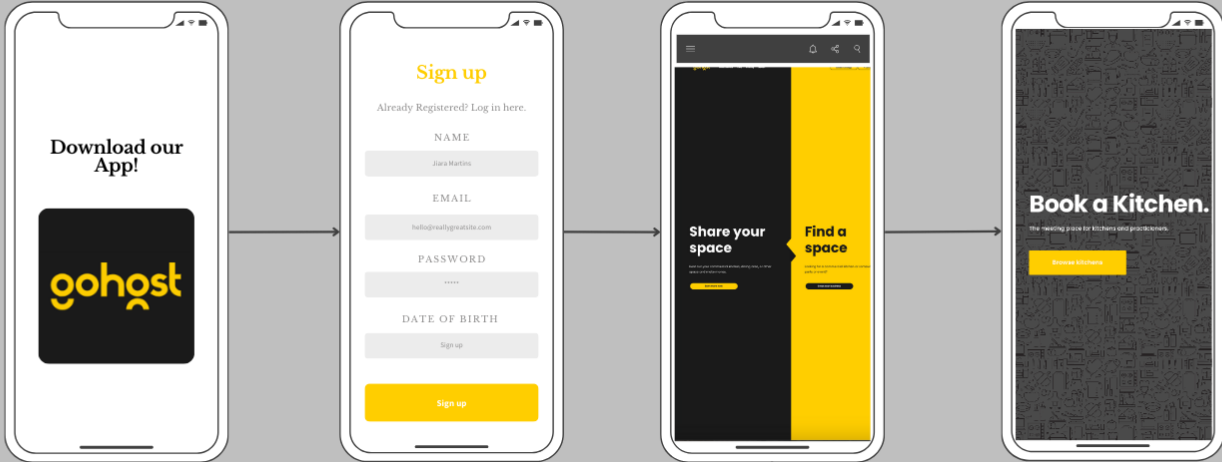 Download our
App!
gohost
Sign up
Already Registered? Log in here.
NAME
Jiara Martins
EMAIL
hello@reallygreatsite.com
PASSWORD
*****
DATE OF BIRTH
Sign up
Sign up
Share your
space
Find a
space
Book a Kitchen.
The meeting place for kitchens and practicioners.
Browse kitchens